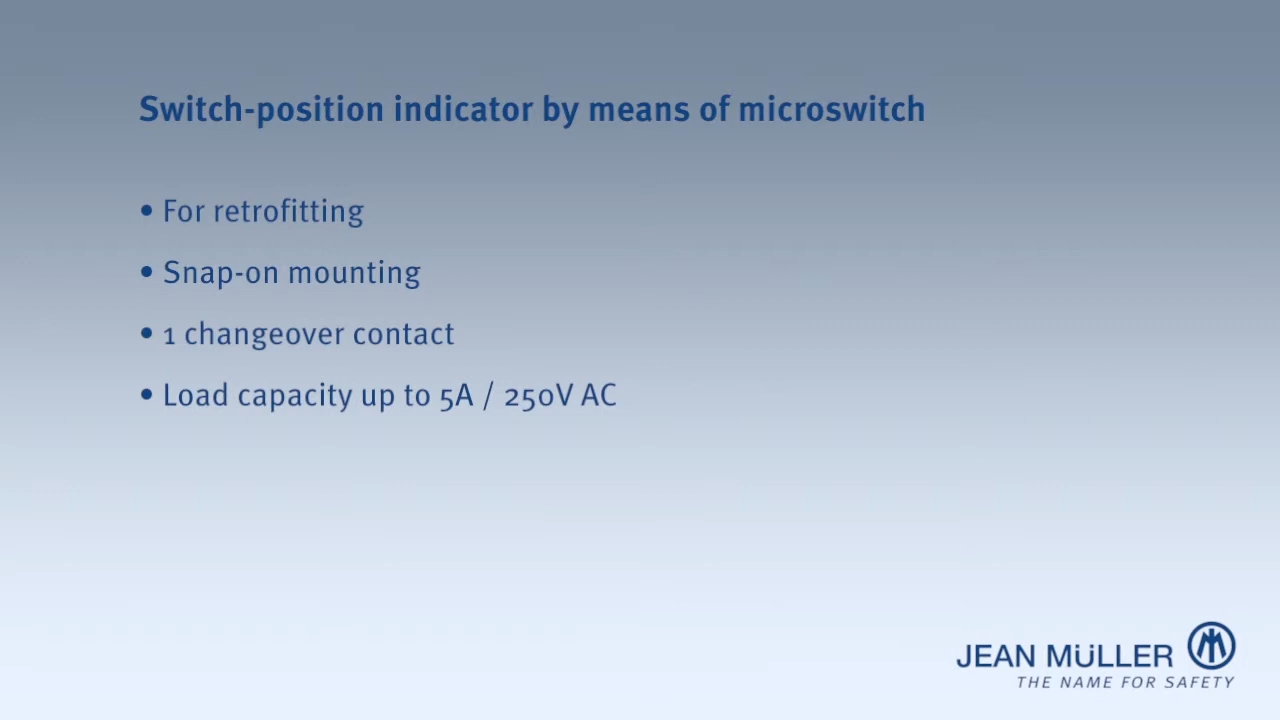 Switch-position indicator by means of microswitch
• For retrofitting
• Snap-on mounting
• 1 changeover contact
• Load capacity up to 5A / 250V AC
JEAN MÜLLER
THE NAME FOR SAFETY